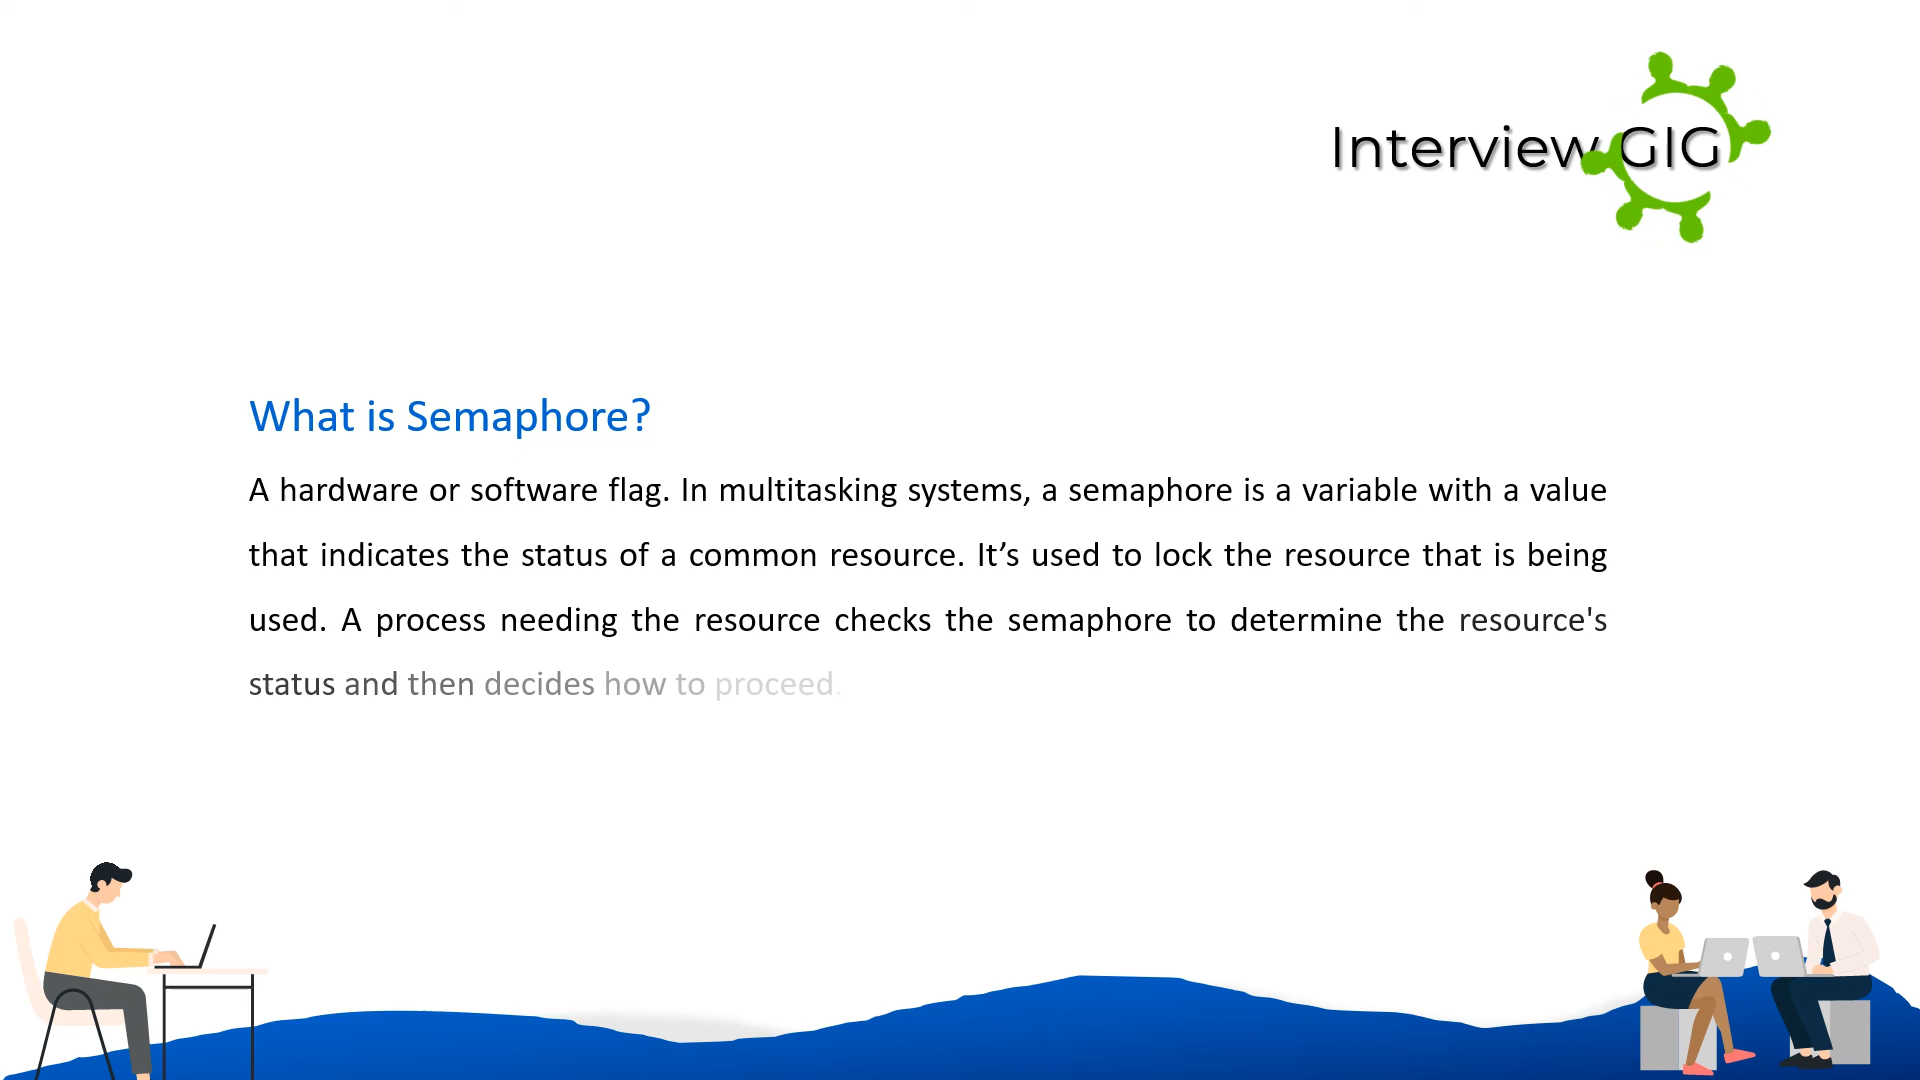 Interview GIG
What is Semaphore?
A hardware or software flag. In multitasking systems, a semaphore is a variable with a value
that indicates the status of a common resource. It’s used to lock the resource that is being
used. A process needing the resource checks the semaphore to determine the resource's
status and then decides how to proceed.